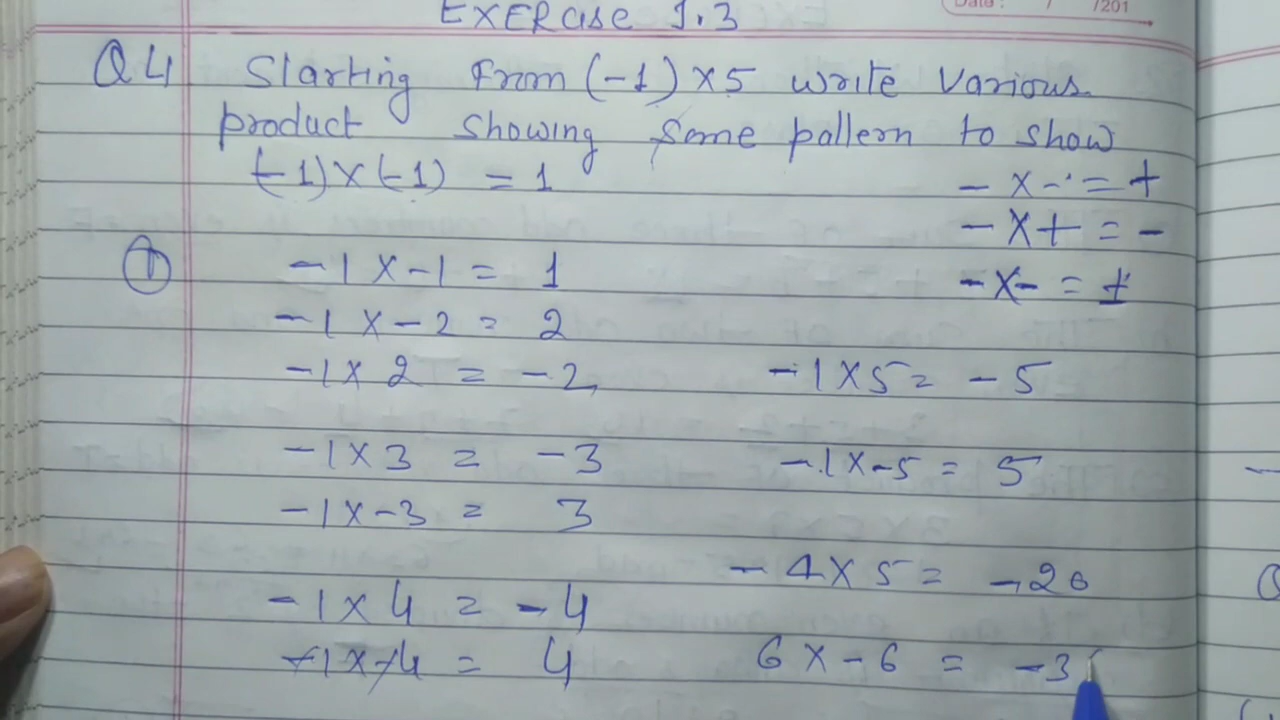 EXERCISE 1.3
Date : / /201
Q4 Starting From (-1) × 5 write Various
product showing some pattern to show
(-1) × (-1) = 1
- × - = +
- × + = -
- × - = +
① -1 × -1 = 1
-1 × -2 = 2
-1 × 2 = -2
-1 × 3 = -3
-1 × -3 = 3
-1 × 4 = -4
-1 × -4 = 4
-1 × 5 = -5
-1 × -5 = 5
-4 × 5 = -20
6 × -6 = -3